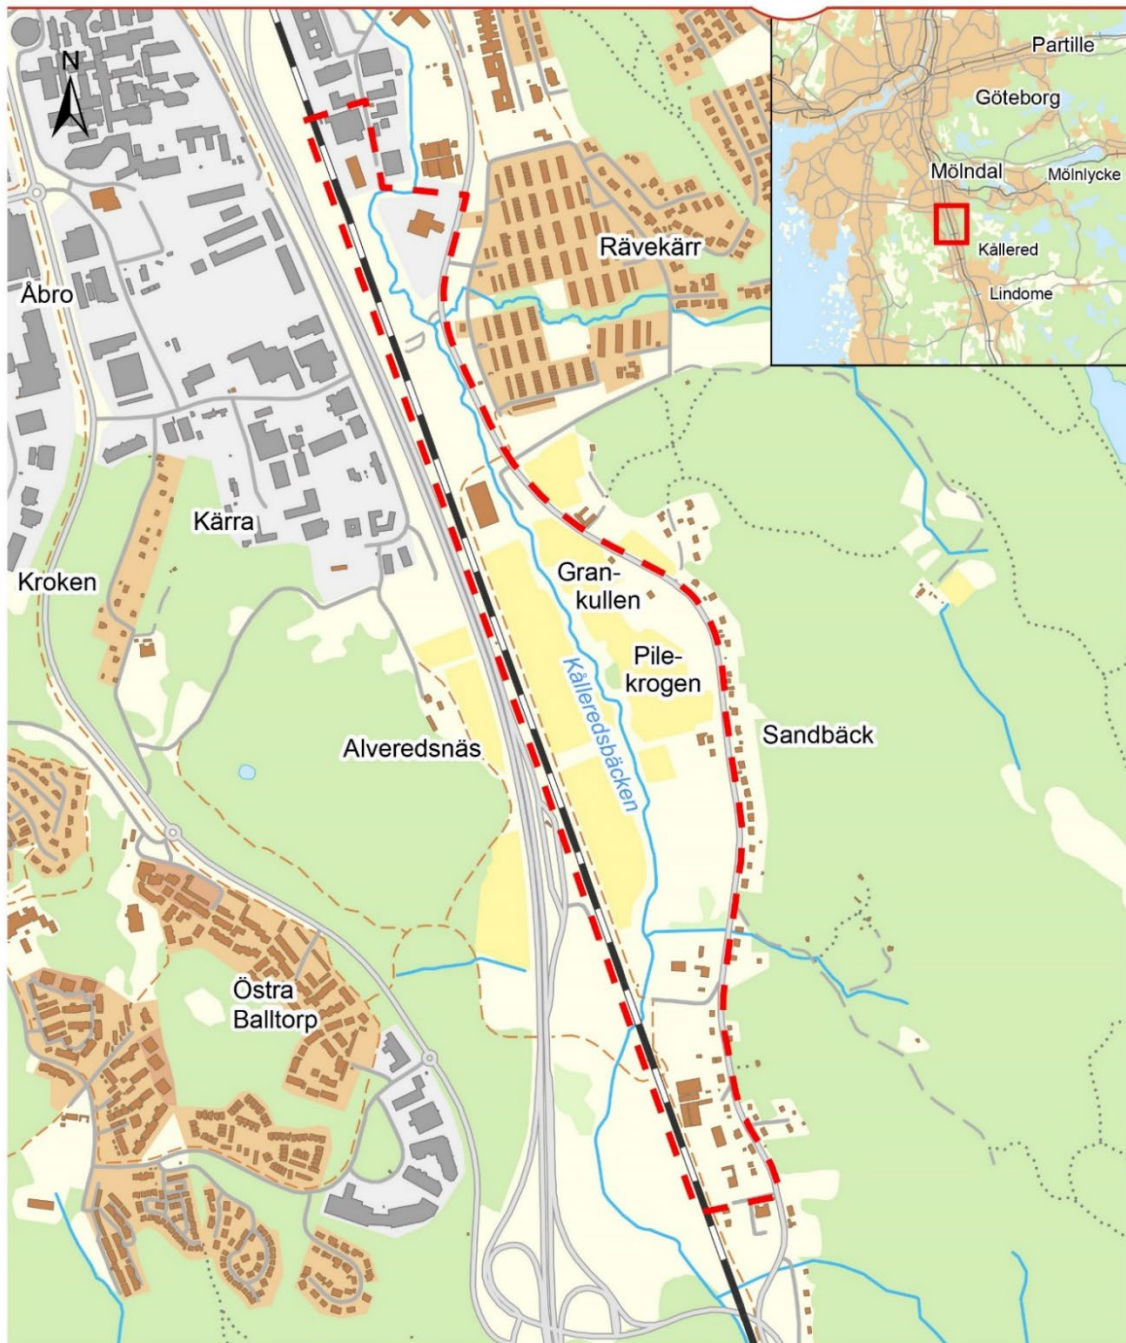 N
Partille
Göteborg
Mölndal
Mölnlycke
Kållered
Lindome
Rävekärr
Åbro
Kärra
Kroken
Gran-
kullen
Pile-
krogen
Kålleredsbäcken
Sandbäck
Alveredsnäs
Östra
Balltorp